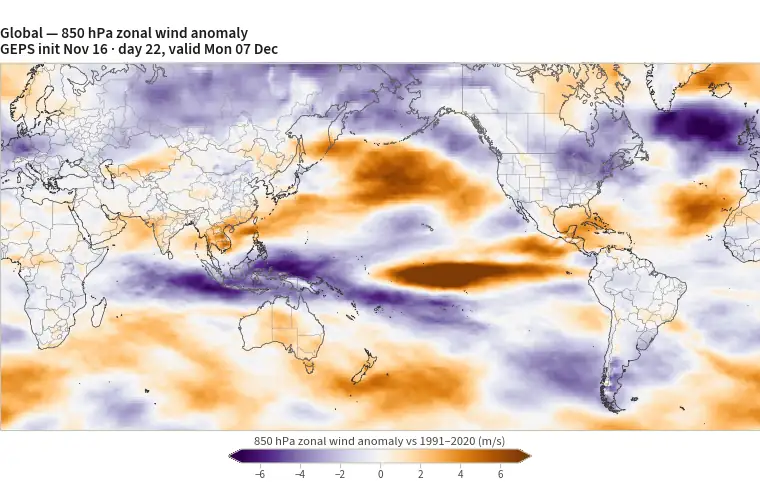 Global — 850 hPa zonal wind anomaly
GEPS init Nov 16 · day 22, valid Mon 07 Dec
850 hPa zonal wind anomaly vs 1991–2020 (m/s)
−6 −4 −2 0 2 4 6